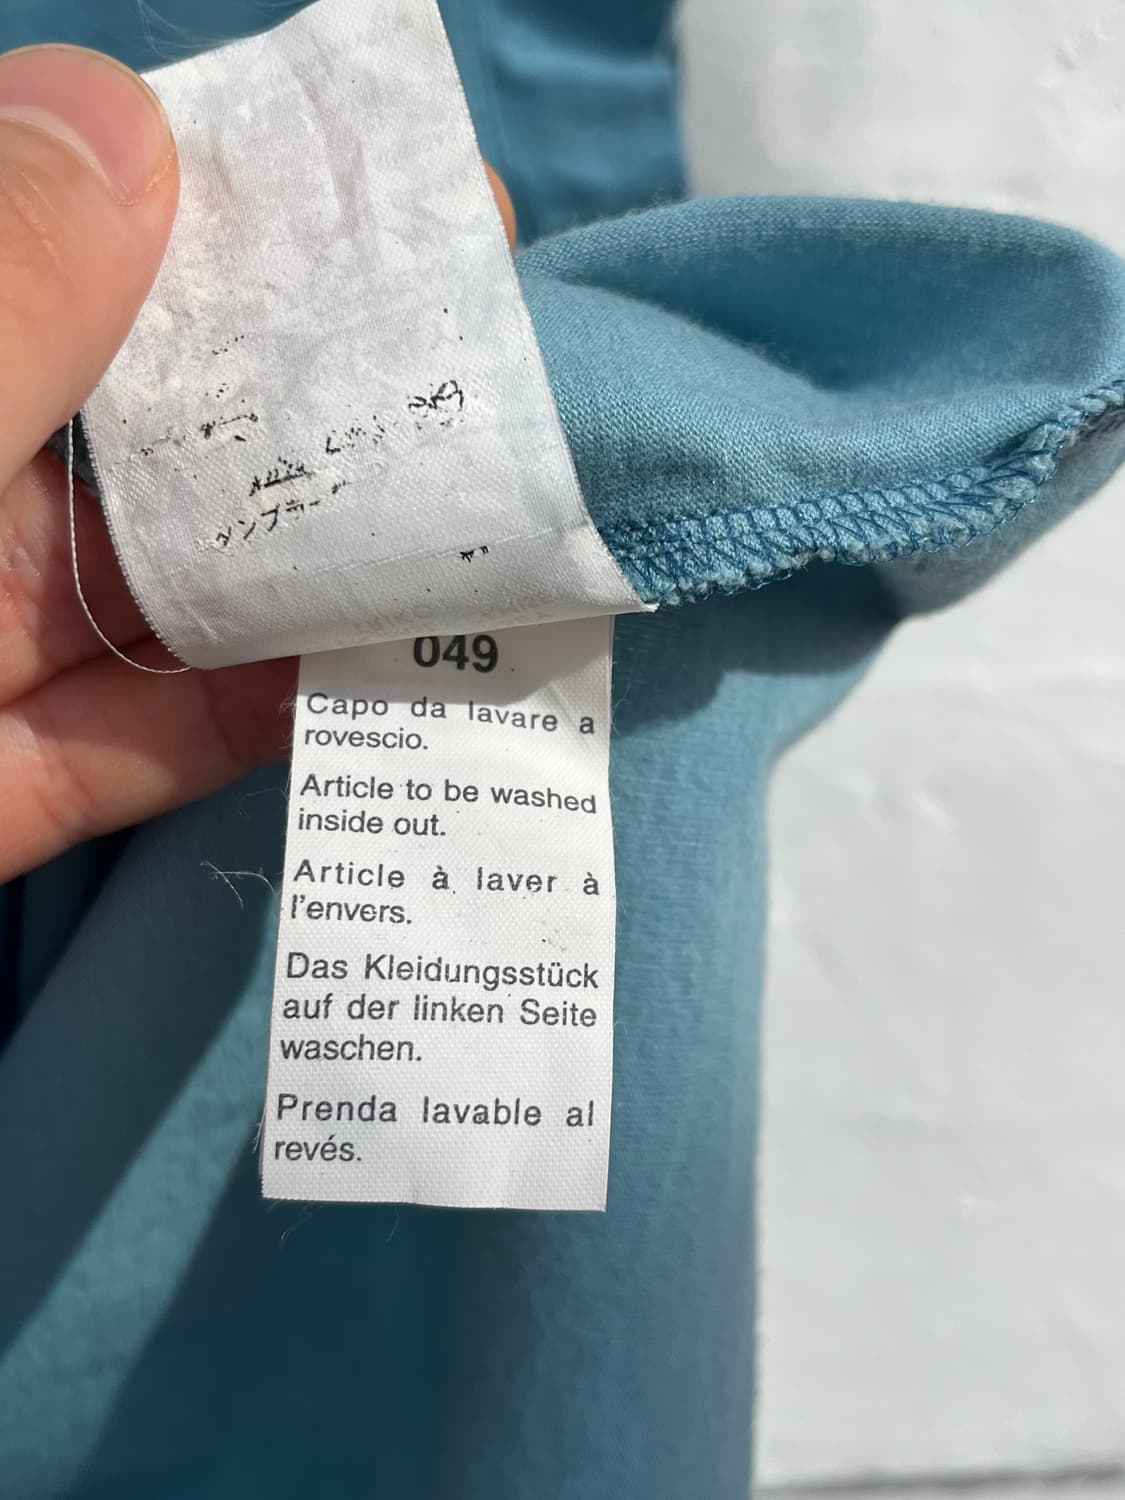 049
Capo da lavare a
rovescio.
Article to be washed
inside out.
Article à laver à
l'envers.
Das Kleidungsstück
auf der linken Seite
waschen.
Prenda lavable al
revés.